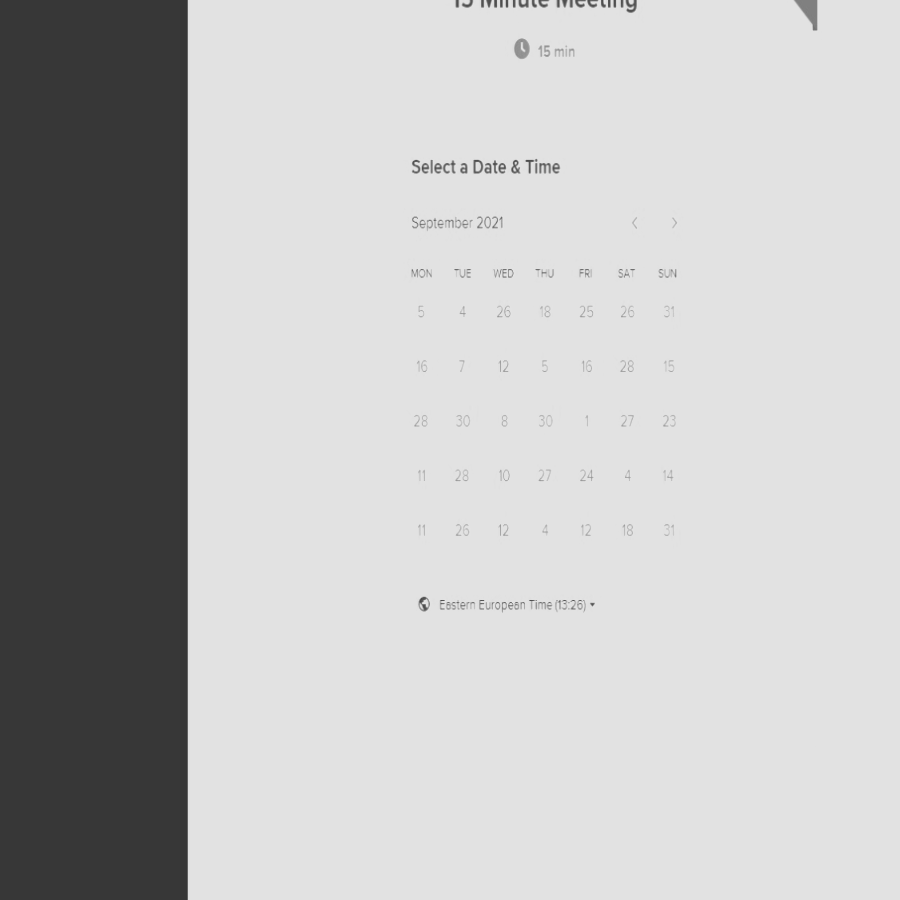 15 Minute Meeting
15 min
Select a Date & Time
September 2021
MON TUE WED THU FRI SAT SUN
5 4 26 18 25 26 31
16 7 12 5 16 28 15
28 30 8 30 1 27 23
11 28 10 27 24 4 14
11 26 12 4 12 18 31
Eastern European Time (13:26)